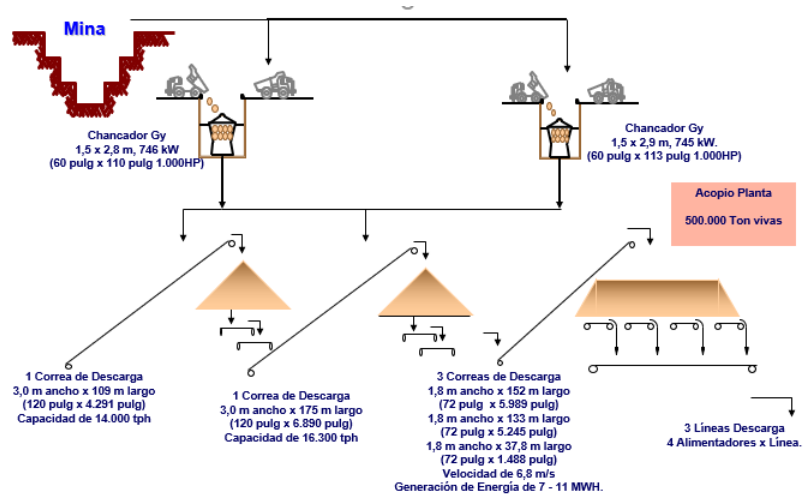 Mina
Chancador Gy
1,5 x 2,8 m, 746 kW
(60 pulg x 110 pulg 1.000HP)
Chancador Gy
1,5 x 2,9 m, 745 kW.
(60 pulg x 113 pulg 1.000HP)
Acopio Planta
500.000 Ton vivas
1 Correa de Descarga
3,0 m ancho x 109 m largo
(120 pulg x 4.291 pulg)
Capacidad de 14.000 tph
1 Correa de Descarga
3,0 m ancho x 175 m largo
(120 pulg x 6.890 pulg)
Capacidad de 16.300 tph
3 Correas de Descarga
1,8 m ancho x 152 m largo
(72 pulg x 5.989 pulg)
1,8 m ancho x 133 m largo
(72 pulg x 5.245 pulg)
1,8 m ancho x 37,8 m largo
(72 pulg x 1.488 pulg)
Velocidad de 6,8 m/s
Generación de Energía de 7 - 11 MWH.
3 Líneas Descarga
4 Alimentadores x Línea.